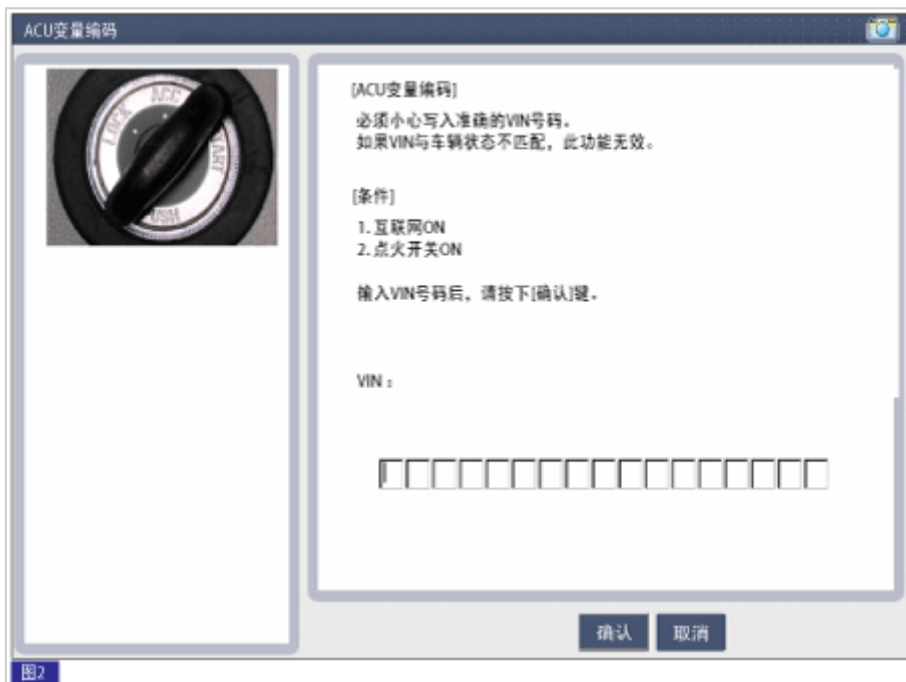 ACU变量编码
LOCK
ACC
START
PUSH
[ACU变量编码]
必须小心写入准确的VIN号码。
如果VIN与车辆状态不匹配，此功能无效。
[条件]
1. 互联网ON
2. 点火开关ON
输入VIN号码后，请按下[确认]键。
VIN：
确认
取消
图2